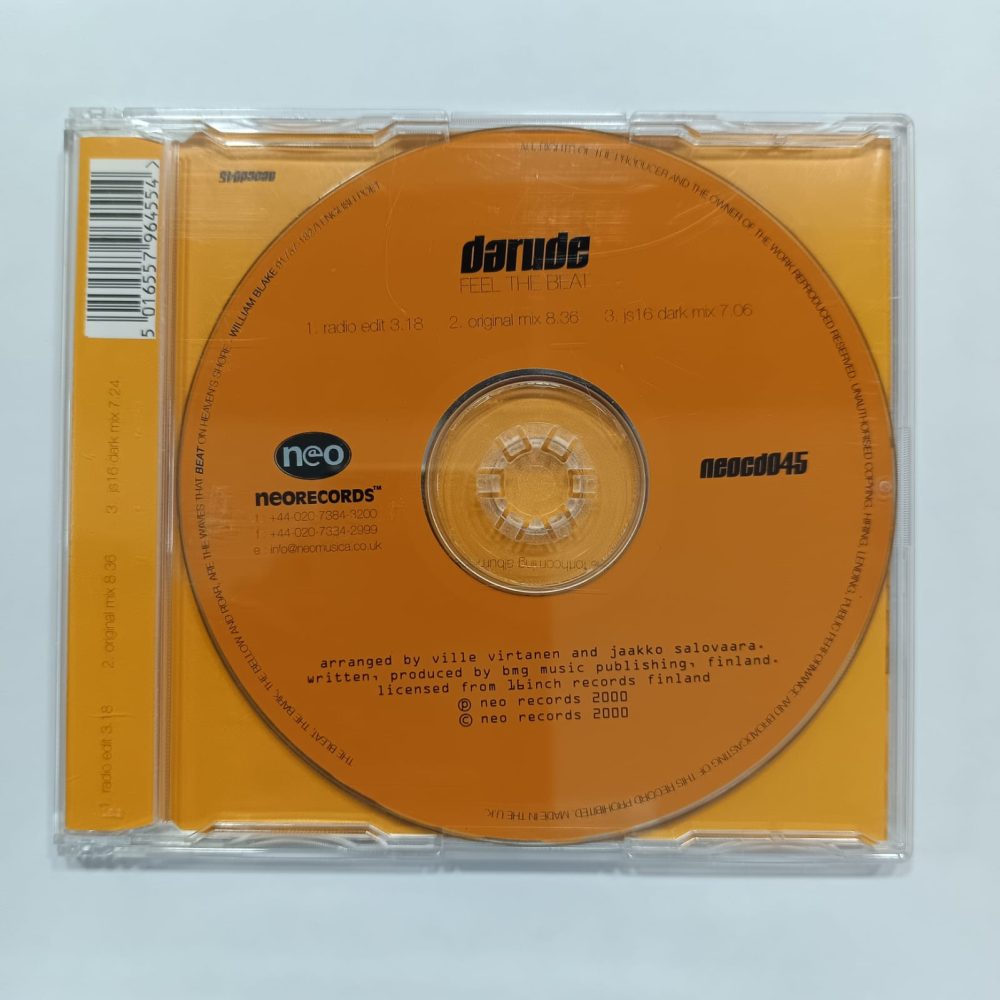 5 016557 964554 >
1. radio edit 3.18 2. original mix 8.36 3. js16 dark mix 7.24
neocd045
darude
FEEL THE BEAT
1. radio edit 3.18 2. original mix 8.36 3. js16 dark mix 7.06
neo
neoRECORDS™
t : +44 020 7384-3200
f : +44 020-7334-2999
e : info@neomusica.co.uk
neocd045
forthcoming album
arranged by ville virtanen and jaakko salovaara.
written, produced by bmg music publishing, finland.
licensed from 16inch records finland
℗ neo records 2000
© neo records 2000
THE BLEAT, THE BARK, THE BELLOW AND ROAR, ARE THE WAVES THAT BEAT ON HEAVEN'S SHORE : WILLIAM BLAKE ENGLISH POET
ALL RIGHTS OF THE PRODUCER AND THE OWNER OF THE WORK REPRODUCED RESERVED. UNAUTHORISED COPYING, HIRING, LENDING, PUBLIC PERFORMANCE AND BROADCASTING OF THIS RECORD PROHIBITED. MADE IN THE U.K.